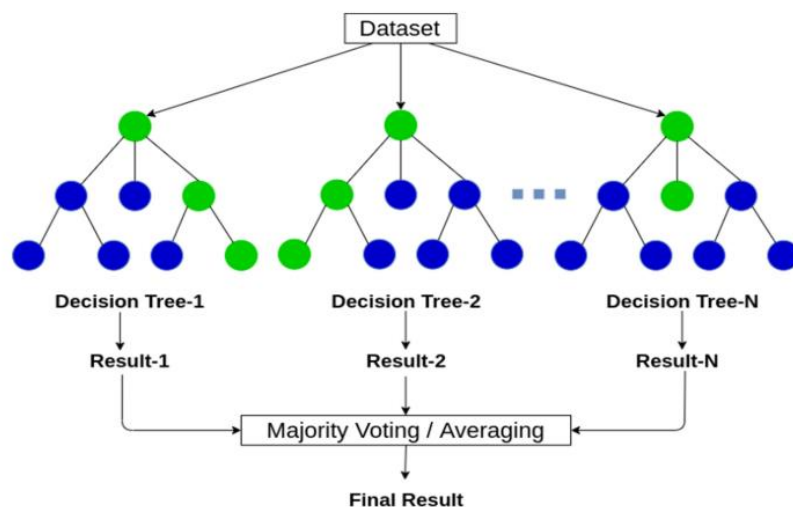 Dataset
Decision Tree-1
Decision Tree-2
Decision Tree-N
Result-1
Result-2
Result-N
Majority Voting / Averaging
Final Result